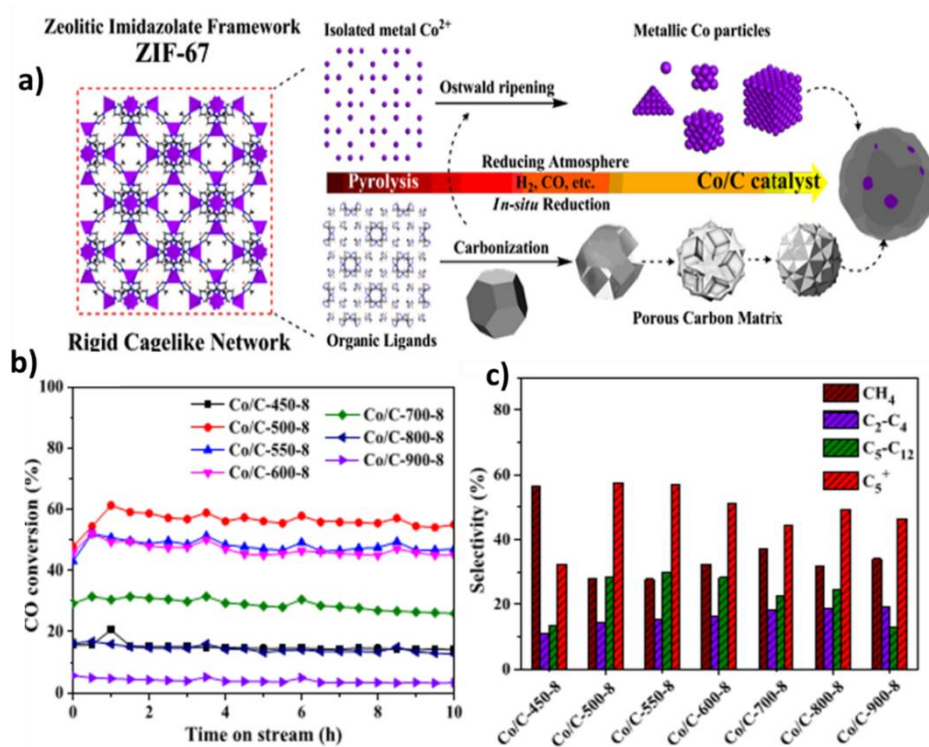 a)
Zeolitic Imidazolate Framework
ZIF-67
Rigid Cagelike Network
Isolated metal Co²⁺
Organic Ligands
Ostwald ripening
Metallic Co particles
Pyrolysis
Reducing Atmosphere
H₂, CO, etc.
In-situ Reduction
Co/C catalyst
Carbonization
Porous Carbon Matrix
b)
CO conversion (%)
100
80
60
40
20
0
Co/C-450-8
Co/C-500-8
Co/C-550-8
Co/C-600-8
Co/C-700-8
Co/C-800-8
Co/C-900-8
0 2 4 6 8 10
Time on stream (h)
c)
Selectivity (%)
80
60
40
20
0
CH₄
C₂-C₄
C₅-C₁₂
C₅⁺
Co/C-450-8
Co/C-500-8
Co/C-550-8
Co/C-600-8
Co/C-700-8
Co/C-800-8
Co/C-900-8